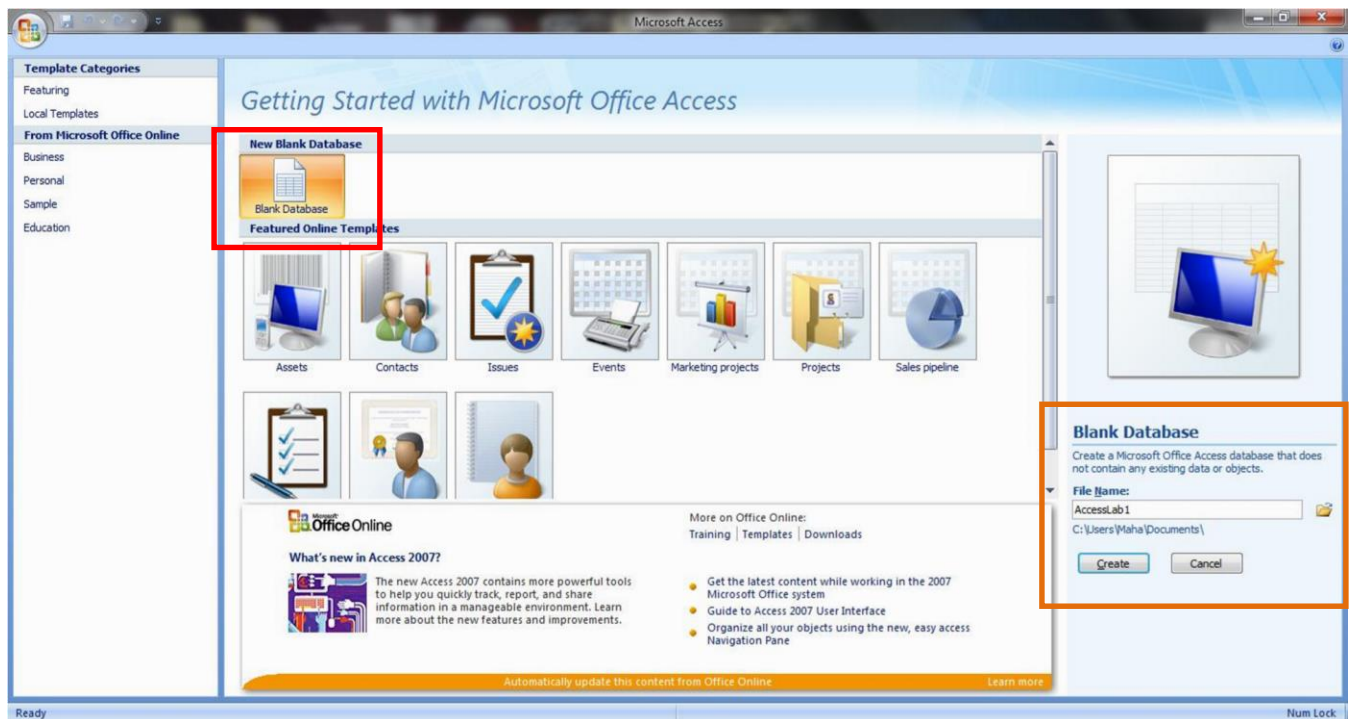 Microsoft Access
Template Categories
Featuring
Local Templates
From Microsoft Office Online
Business
Personal
Sample
Education
Getting Started with Microsoft Office Access
New Blank Database
Blank Database
Featured Online Templates
Assets
Contacts
Issues
Events
Marketing projects
Projects
Sales pipeline
Microsoft
Office Online
What's new in Access 2007?
The new Access 2007 contains more powerful tools
to help you quickly track, report, and share
information in a manageable environment. Learn
more about the new features and improvements.
More on Office Online:
Training | Templates | Downloads
Get the latest content while working in the 2007
Microsoft Office system
Guide to Access 2007 User Interface
Organize all your objects using the new, easy access
Navigation Pane
Automatically update this content from Office Online
Learn more
Blank Database
Create a Microsoft Office Access database that does
not contain any existing data or objects.
File Name:
AccessLab1
C:\Users\Maha\Documents\
Create
Cancel
Ready
Num Lock